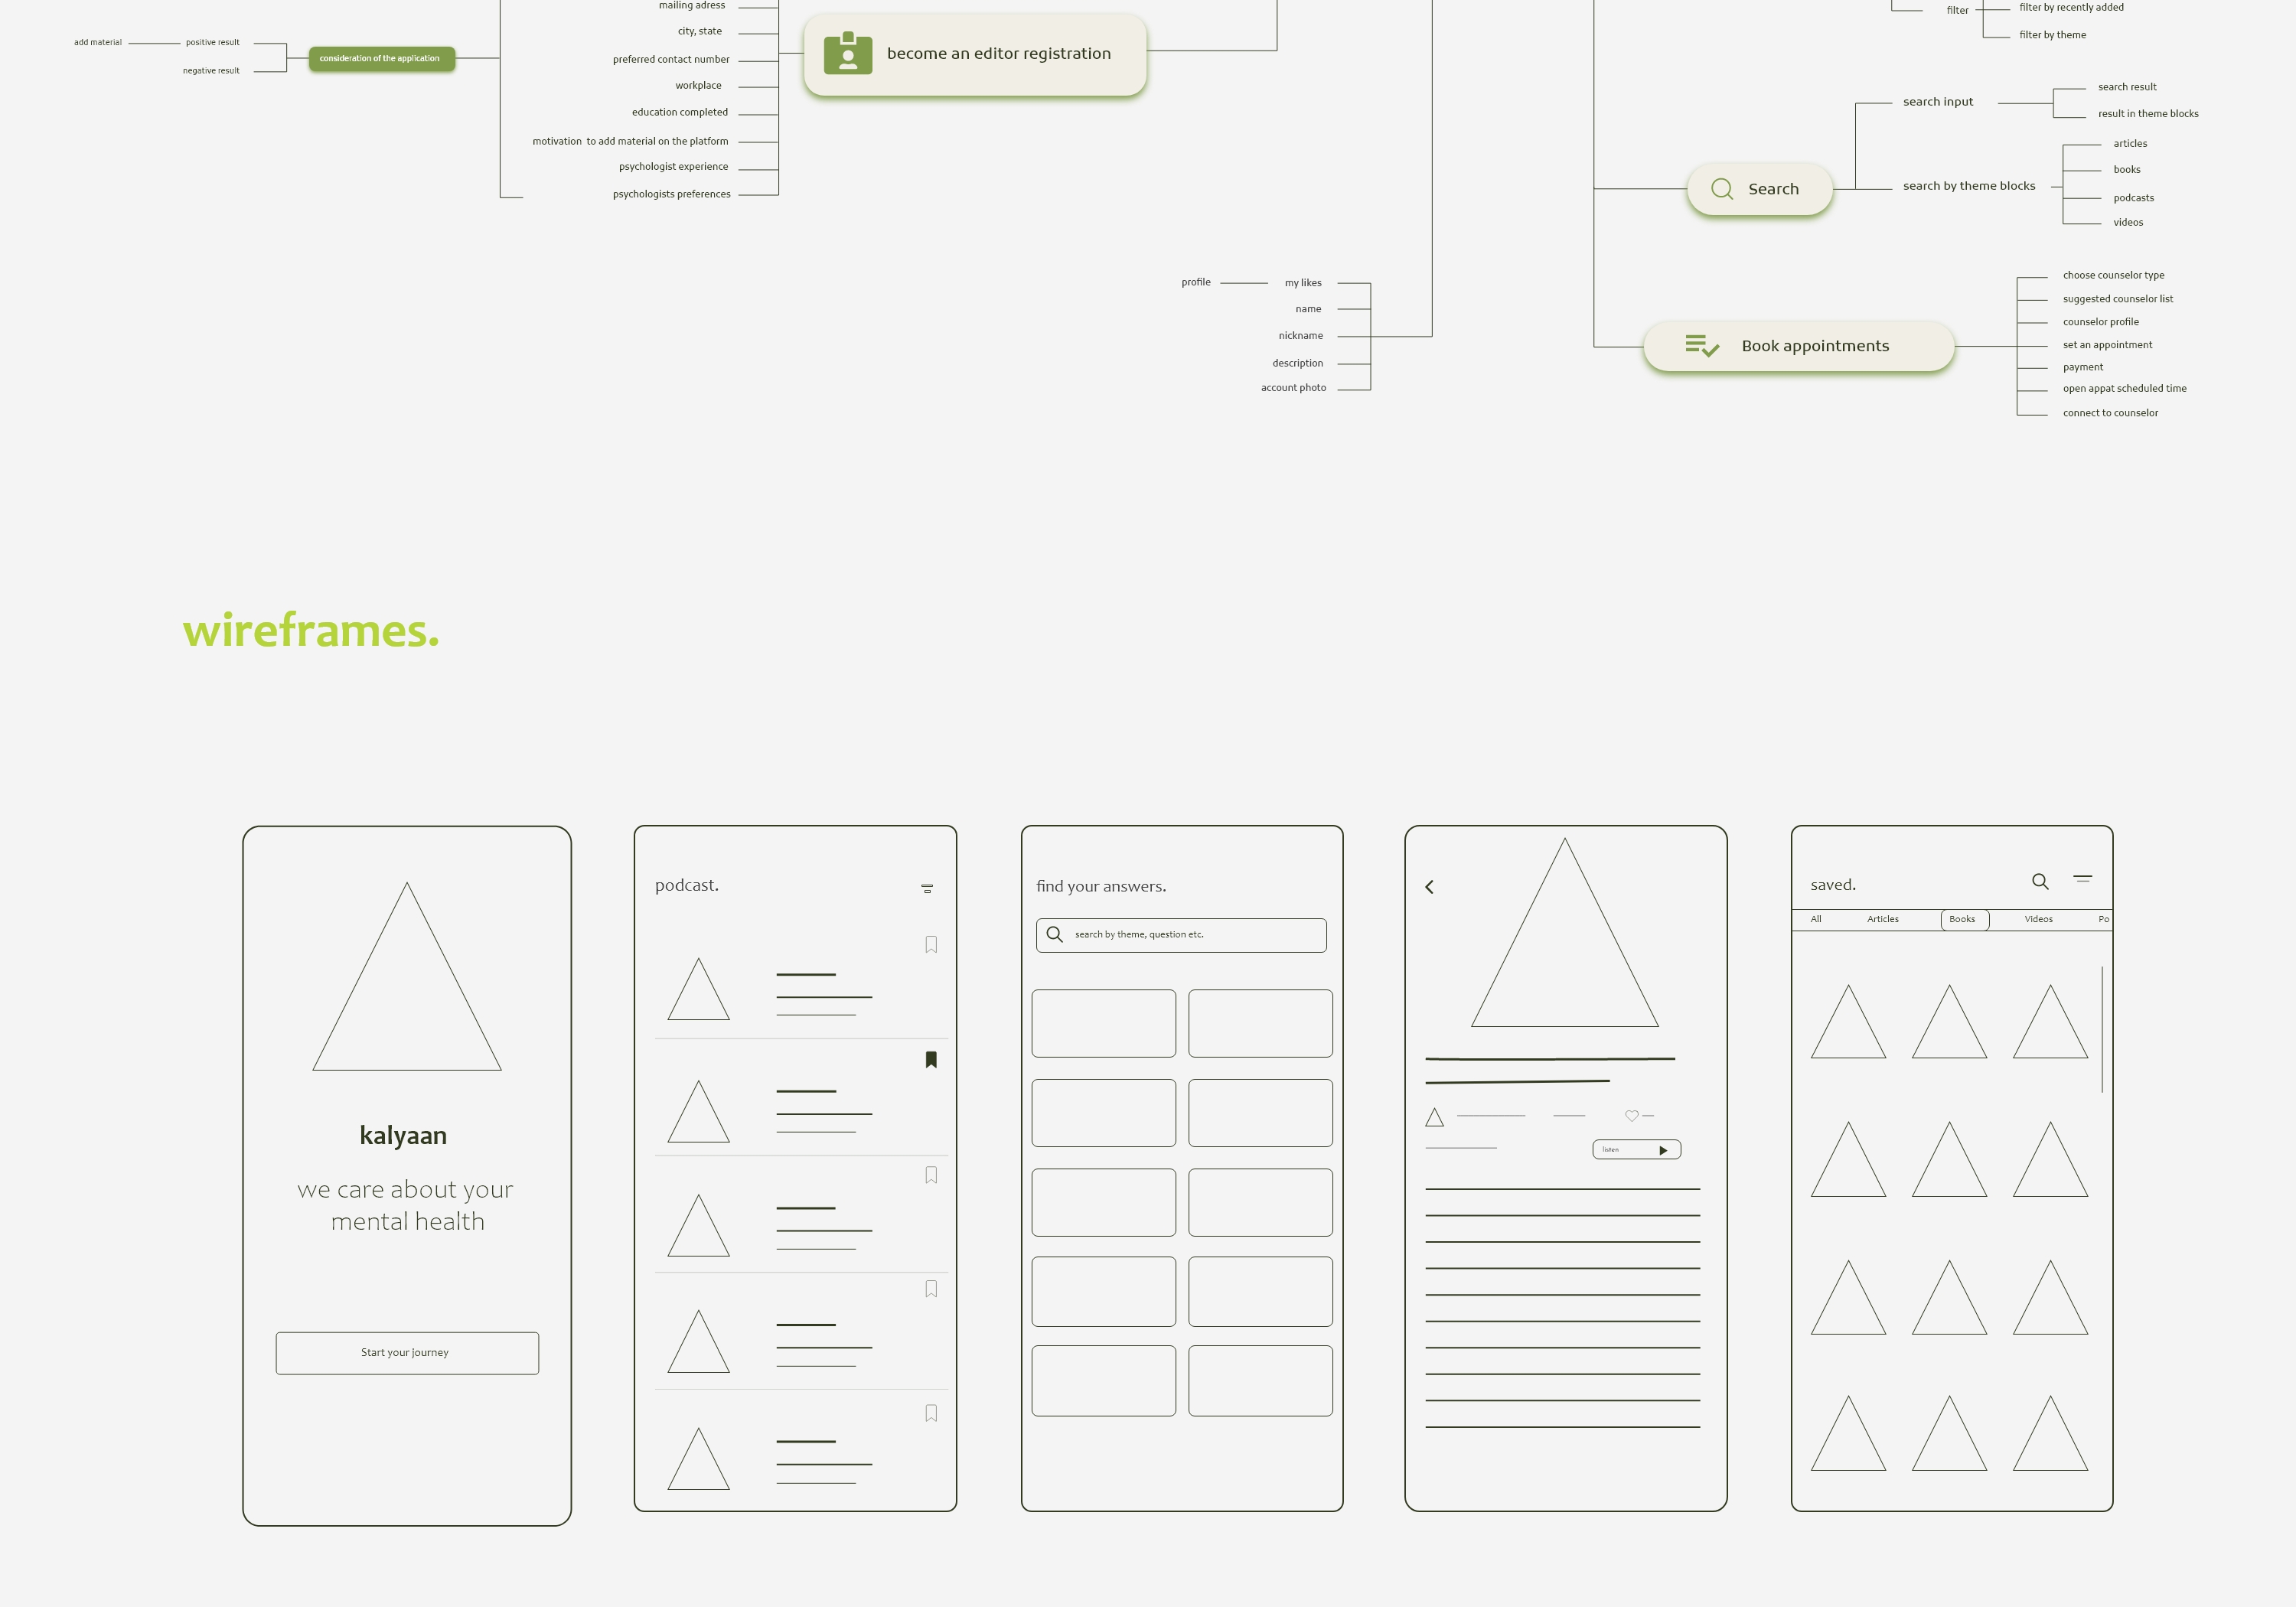 mailing adress
city, state
preferred contact number
workplace
education completed
motivation  to add material on the platform
psychologist experience
psychologists preferences
add material
positive result
negative result
consideration of the application
become an editor registration
filter
filter by recently added
filter by theme
search input
search result
result in theme blocks
Search
search by theme blocks
articles
books
podcasts
videos
profile
my likes
name
nickname
description
account photo
Book appointments
choose counselor type
suggested counselor list
counselor profile
set an appointment
payment
open appat scheduled time
connect to counselor
wireframes.
kalyaan
we care about your
mental health
Start your journey
podcast.
find your answers.
search by theme, question etc.
listen
saved.
All
Articles
Books
Videos
Po